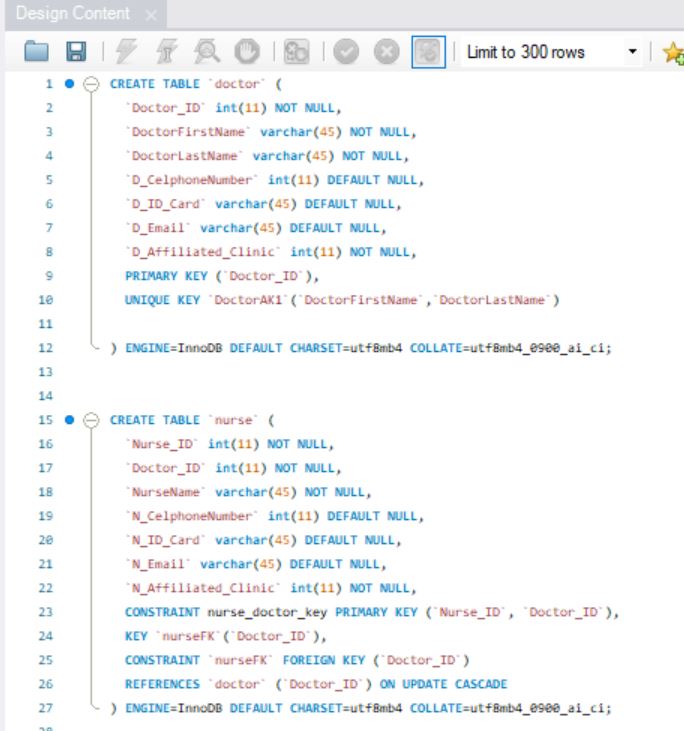 Design Content ×
Limit to 300 rows
1 CREATE TABLE `doctor` (
2 `Doctor_ID` int(11) NOT NULL,
3 `DoctorFirstName` varchar(45) NOT NULL,
4 `DoctorLastName` varchar(45) NOT NULL,
5 `D_CelphoneNumber` int(11) DEFAULT NULL,
6 `D_ID_Card` varchar(45) DEFAULT NULL,
7 `D_Email` varchar(45) DEFAULT NULL,
8 `D_Affiliated_Clinic` int(11) NOT NULL,
9 PRIMARY KEY (`Doctor_ID`),
10 UNIQUE KEY `DoctorAK1`(`DoctorFirstName`,`DoctorLastName`)
11
12 ) ENGINE=InnoDB DEFAULT CHARSET=utf8mb4 COLLATE=utf8mb4_0900_ai_ci;
13
14
15 CREATE TABLE `nurse` (
16 `Nurse_ID` int(11) NOT NULL,
17 `Doctor_ID` int(11) NOT NULL,
18 `NurseName` varchar(45) NOT NULL,
19 `N_CelphoneNumber` int(11) DEFAULT NULL,
20 `N_ID_Card` varchar(45) DEFAULT NULL,
21 `N_Email` varchar(45) DEFAULT NULL,
22 `N_Affiliated_Clinic` int(11) NOT NULL,
23 CONSTRAINT nurse_doctor_key PRIMARY KEY (`Nurse_ID`, `Doctor_ID`),
24 KEY `nurseFK`(`Doctor_ID`),
25 CONSTRAINT `nurseFK` FOREIGN KEY (`Doctor_ID`)
26 REFERENCES `doctor` (`Doctor_ID`) ON UPDATE CASCADE
27 ) ENGINE=InnoDB DEFAULT CHARSET=utf8mb4 COLLATE=utf8mb4_0900_ai_ci;